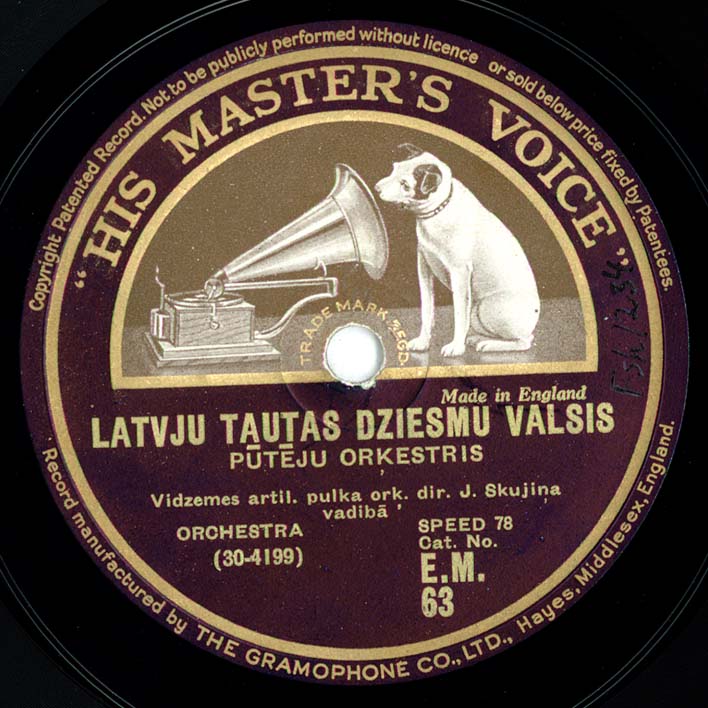 Copyright Patented Record. Not to be publicly performed without licence or sold below price fixed by Patentees.
"HIS MASTER'S VOICE"
TRADE MARK REGD.
Made in England
LATVJU TAUTAS DZIESMU VALSIS
PŪTĒJU ORĶESTRIS
Vidzemes artil. pulka ork. dir. J. Skujiņa
vadībā
ORCHESTRA
(30-4199)
SPEED 78
Cat. No.
E.M.
63
Record manufactured by THE GRAMOPHONE CO., LTD., Hayes, Middlesex, England.